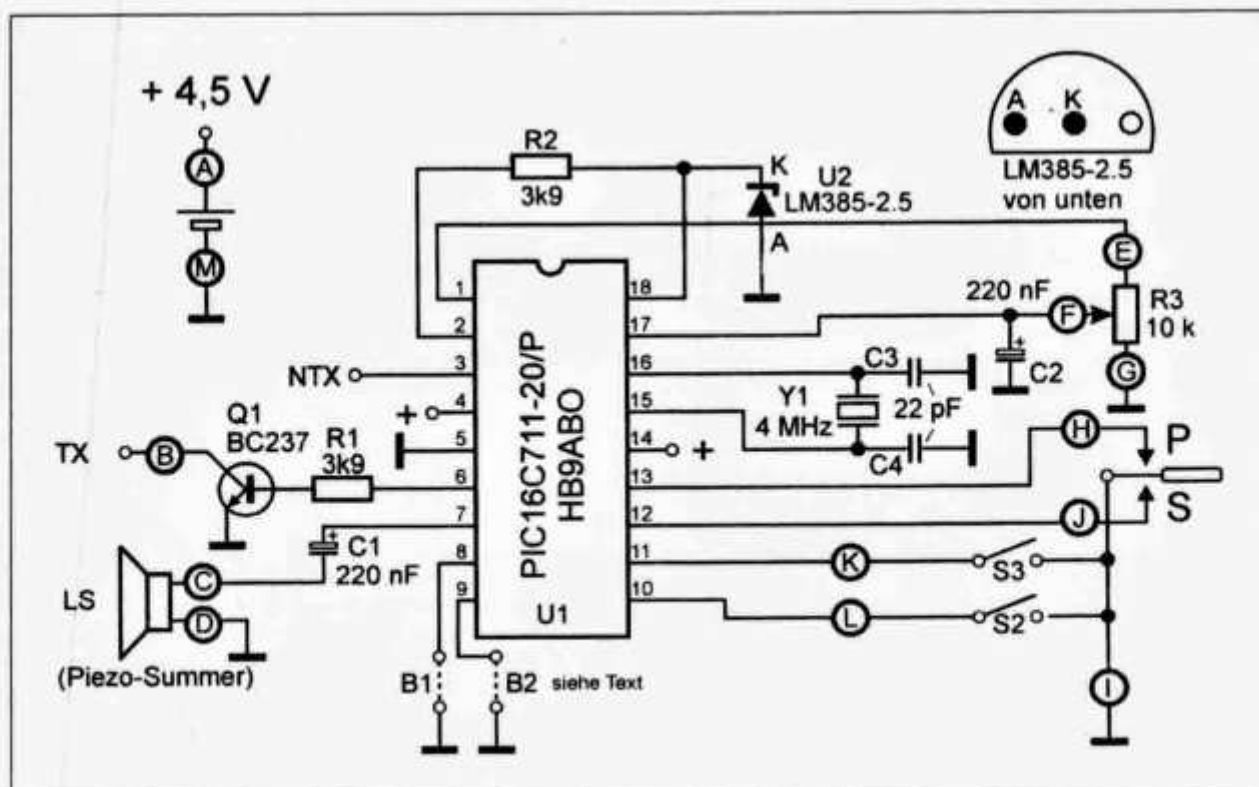 + 4,5 V
A
M
R2
3k9
K
U2
LM385-2.5
A
A K
LM385-2.5
von unten
E
220 nF
F
R3
10 k
C2
G
1
2
3
4
5
6
7
8
9
18
17
16
15
14
13
12
11
10
PIC16C711-20/P
HB9ABO
U1
NTX
+
Q1
BC237
R1
3k9
TX
B
+
C1
220 nF
LS
C
D
(Piezo-Summer)
B1
B2 siehe Text
C3
Y1
4 MHz
22 pF
C4
+
+
H
P
S
J
K
S3
L
S2
I